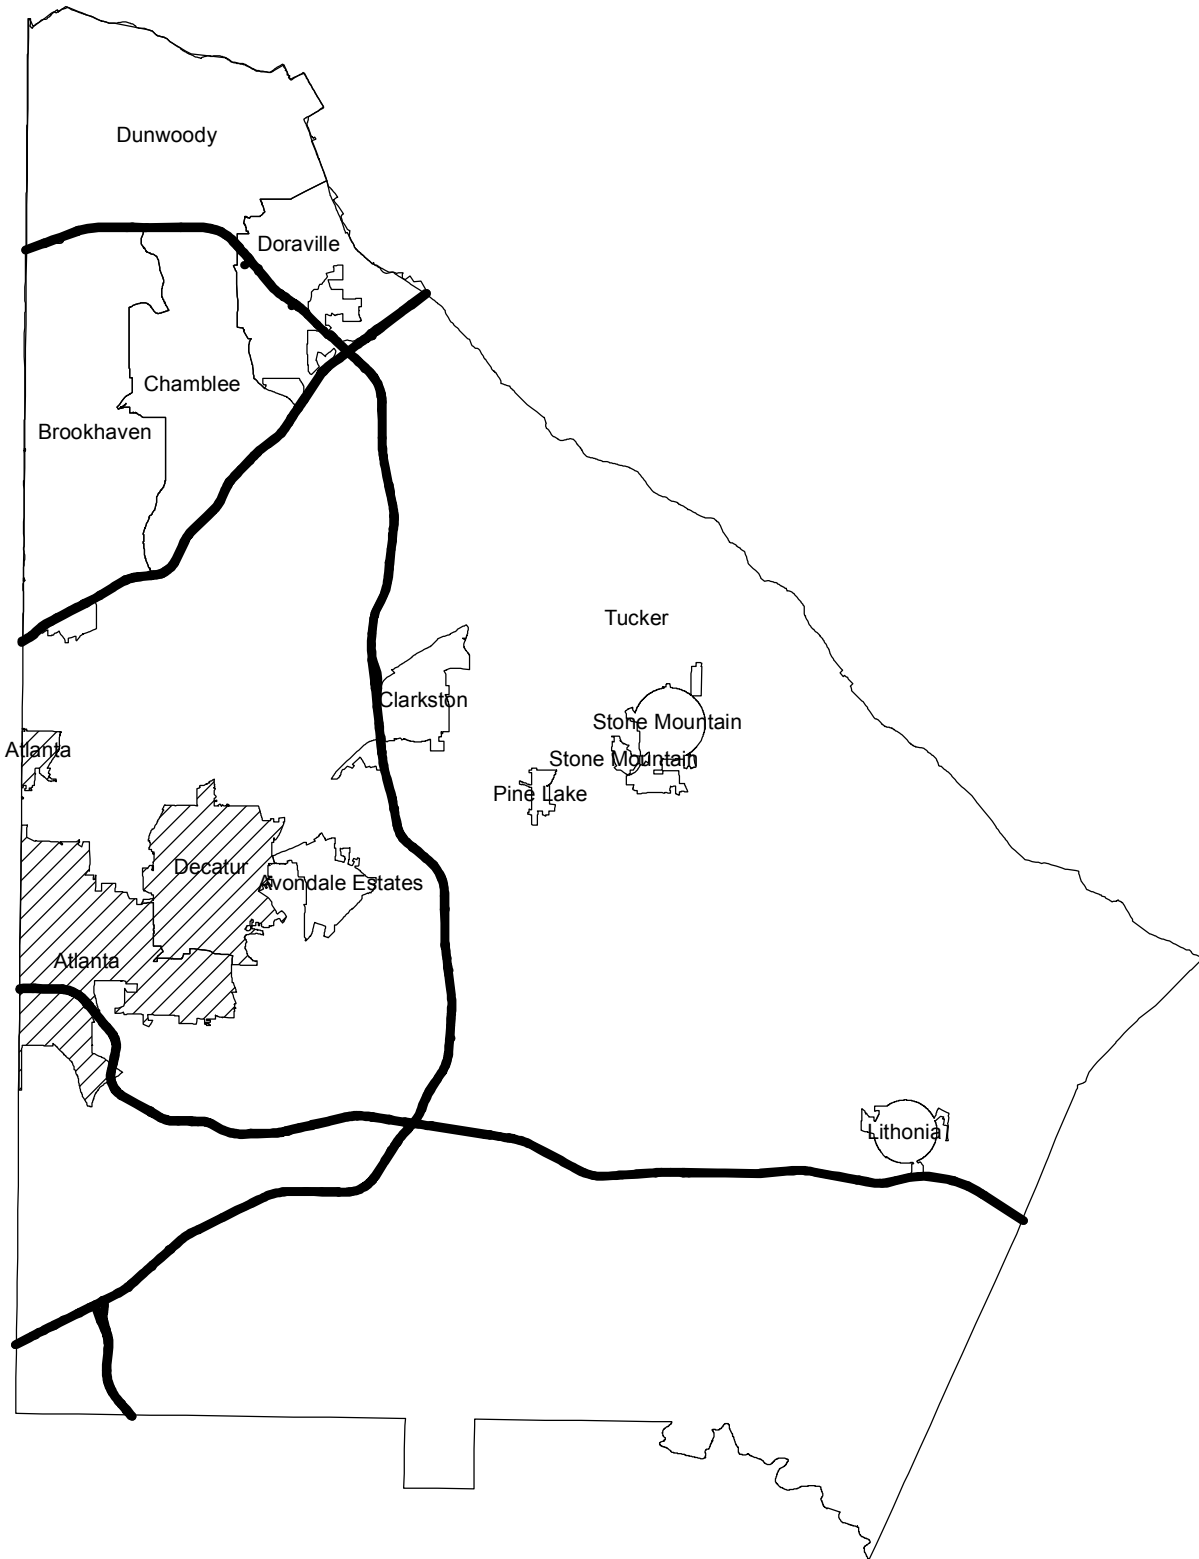 Dunwoody
Doraville
Chamblee
Brookhaven
Tucker
Clarkston
Stone Mountain
Atlanta
Stone Mountain
Pine Lake
Decatur
Avondale Estates
Atlanta
Lithonia